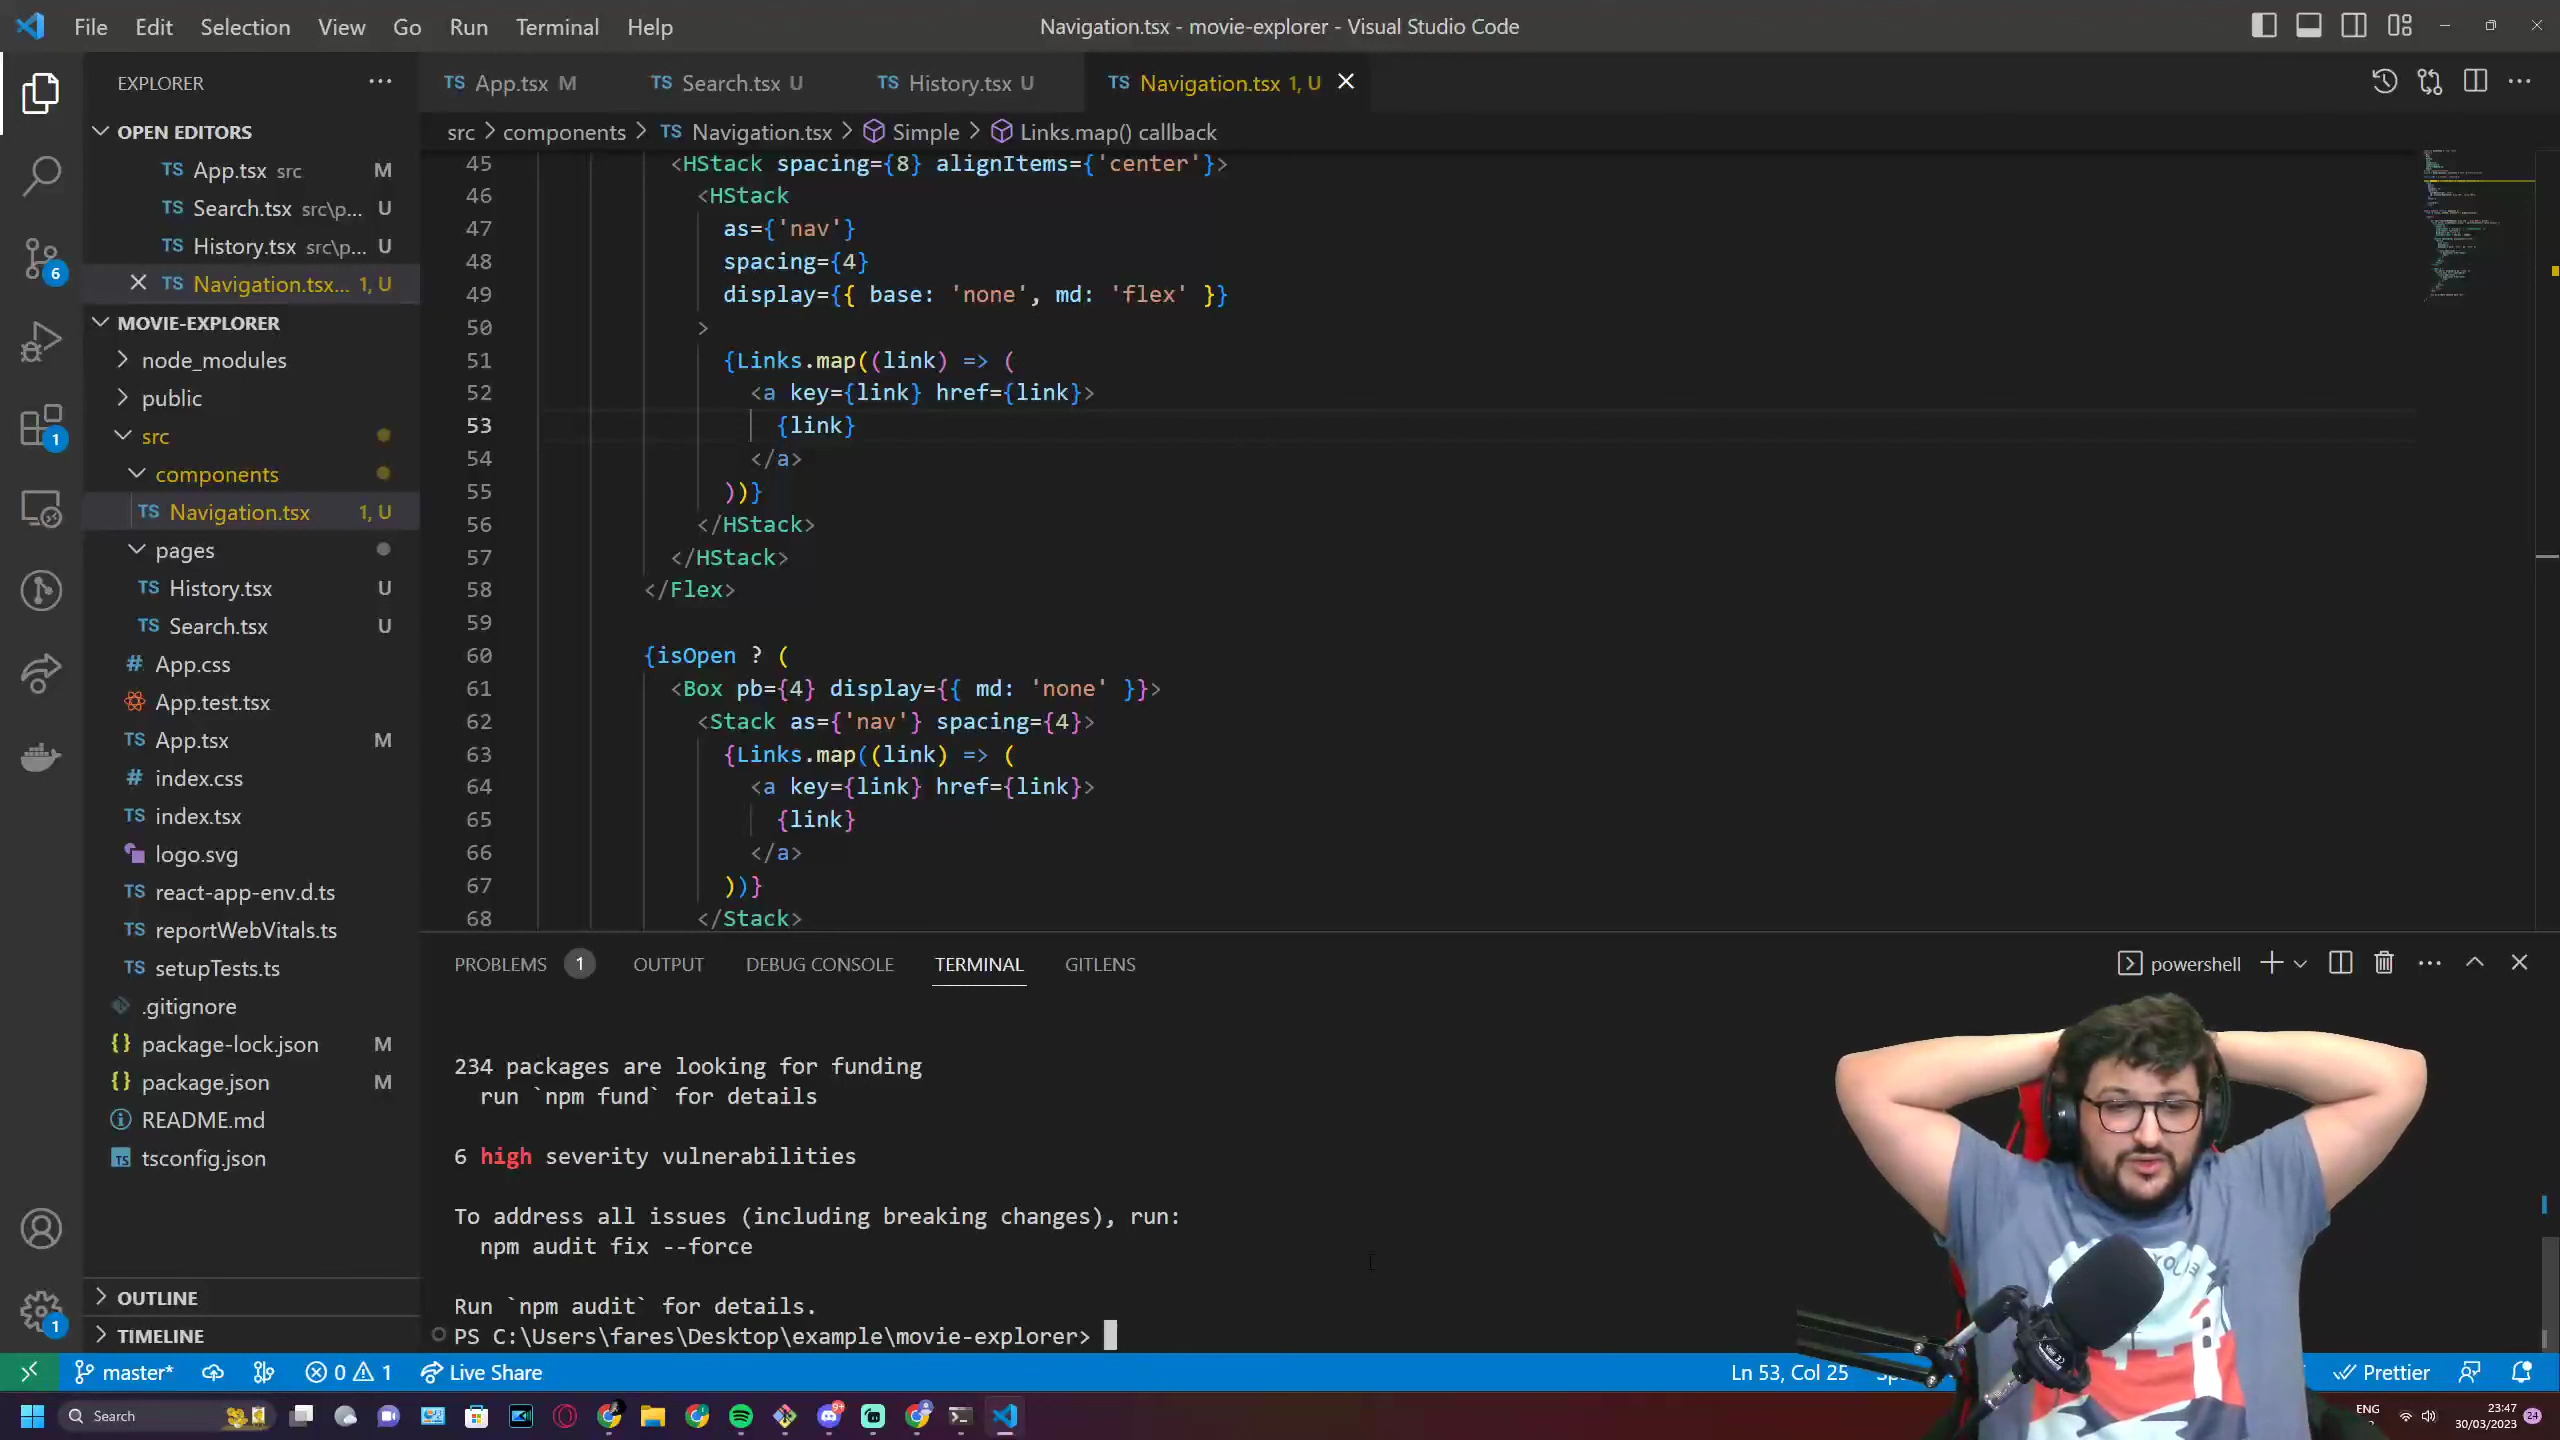 File Edit Selection View Go Run Terminal Help
Navigation.tsx - movie-explorer - Visual Studio Code
EXPLORER
TS App.tsx M
TS Search.tsx U
TS History.tsx U
TS Navigation.tsx 1, U
src > components > TS Navigation.tsx > Simple > Links.map() callback
OPEN EDITORS
TS App.tsx src M
TS Search.tsx src\p... U
TS History.tsx src\p... U
TS Navigation.tsx... 1, U
MOVIE-EXPLORER
node_modules
public
src
components
TS Navigation.tsx 1, U
pages
TS History.tsx U
TS Search.tsx U
# App.css
App.test.tsx
TS App.tsx M
# index.css
TS index.tsx
logo.svg
TS react-app-env.d.ts
TS reportWebVitals.ts
TS setupTests.ts
.gitignore
{} package-lock.json M
{} package.json M
README.md
TS tsconfig.json
OUTLINE
TIMELINE
6
1
1
45 <HStack spacing={8} alignItems={'center'}>
46 <HStack
47 as={'nav'}
48 spacing={4}
49 display={{ base: 'none', md: 'flex' }}
50 >
51 {Links.map((link) => (
52 <a key={link} href={link}>
53 {link}
54 </a>
55 ))}
56 </HStack>
57 </HStack>
58 </Flex>
59
60 {isOpen ? (
61 <Box pb={4} display={{ md: 'none' }}>
62 <Stack as={'nav'} spacing={4}>
63 {Links.map((link) => (
64 <a key={link} href={link}>
65 {link}
66 </a>
67 ))}
68 </Stack>
PROBLEMS 1 OUTPUT DEBUG CONSOLE TERMINAL GITLENS
powershell
234 packages are looking for funding
run `npm fund` for details
6 high severity vulnerabilities
To address all issues (including breaking changes), run:
npm audit fix --force
Run `npm audit` for details.
PS C:\Users\fares\Desktop\example\movie-explorer>
master* 0 1 Live Share
Ln 53, Col 25
Prettier
Search
9+
ENG
23:47
30/03/2023
24